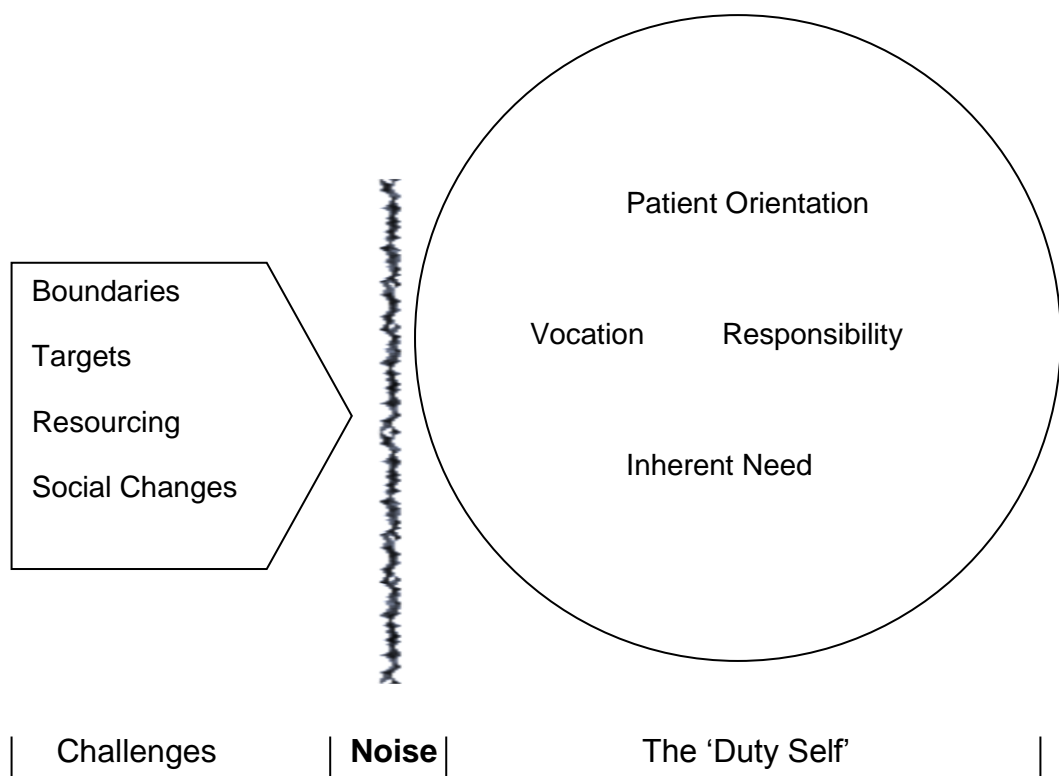 Patient Orientation
Boundaries
Vocation Responsibility
Targets
Resourcing
Inherent Need
Social Changes
Challenges Noise The ‘Duty Self’